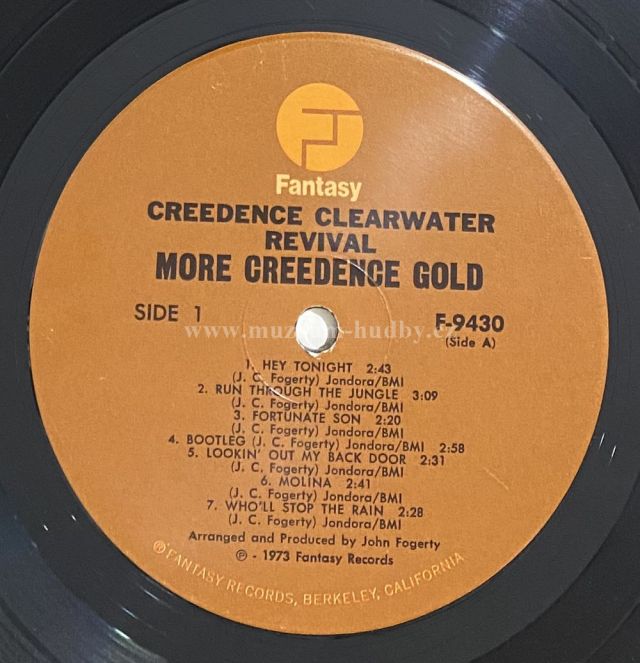 Fantasy
CREEDENCE CLEARWATER
REVIVAL
MORE CREEDENCE GOLD
SIDE 1
F-9430
(Side A)
www.muzeum-hudby.cz
1. HEY TONIGHT 2:43
(J. C. Fogerty) Jondora/BMI
2. RUN THROUGH THE JUNGLE 3:09
(J. C. Fogerty) Jondora/BMI
3. FORTUNATE SON 2:20
(J. C. Fogerty) Jondora/BMI
4. BOOTLEG (J. C. Fogerty) Jondora/BMI 2:58
5. LOOKIN' OUT MY BACK DOOR 2:31
(J. C. Fogerty) Jondora/BMI
6. MOLINA 2:41
(J. C. Fogerty) Jondora/BMI
7. WHO'LL STOP THE RAIN 2:28
(J. C. Fogerty) Jondora/BMI
Arranged and Produced by John Fogerty
℗ - 1973 Fantasy Records
® FANTASY RECORDS, BERKELEY, CALIFORNIA